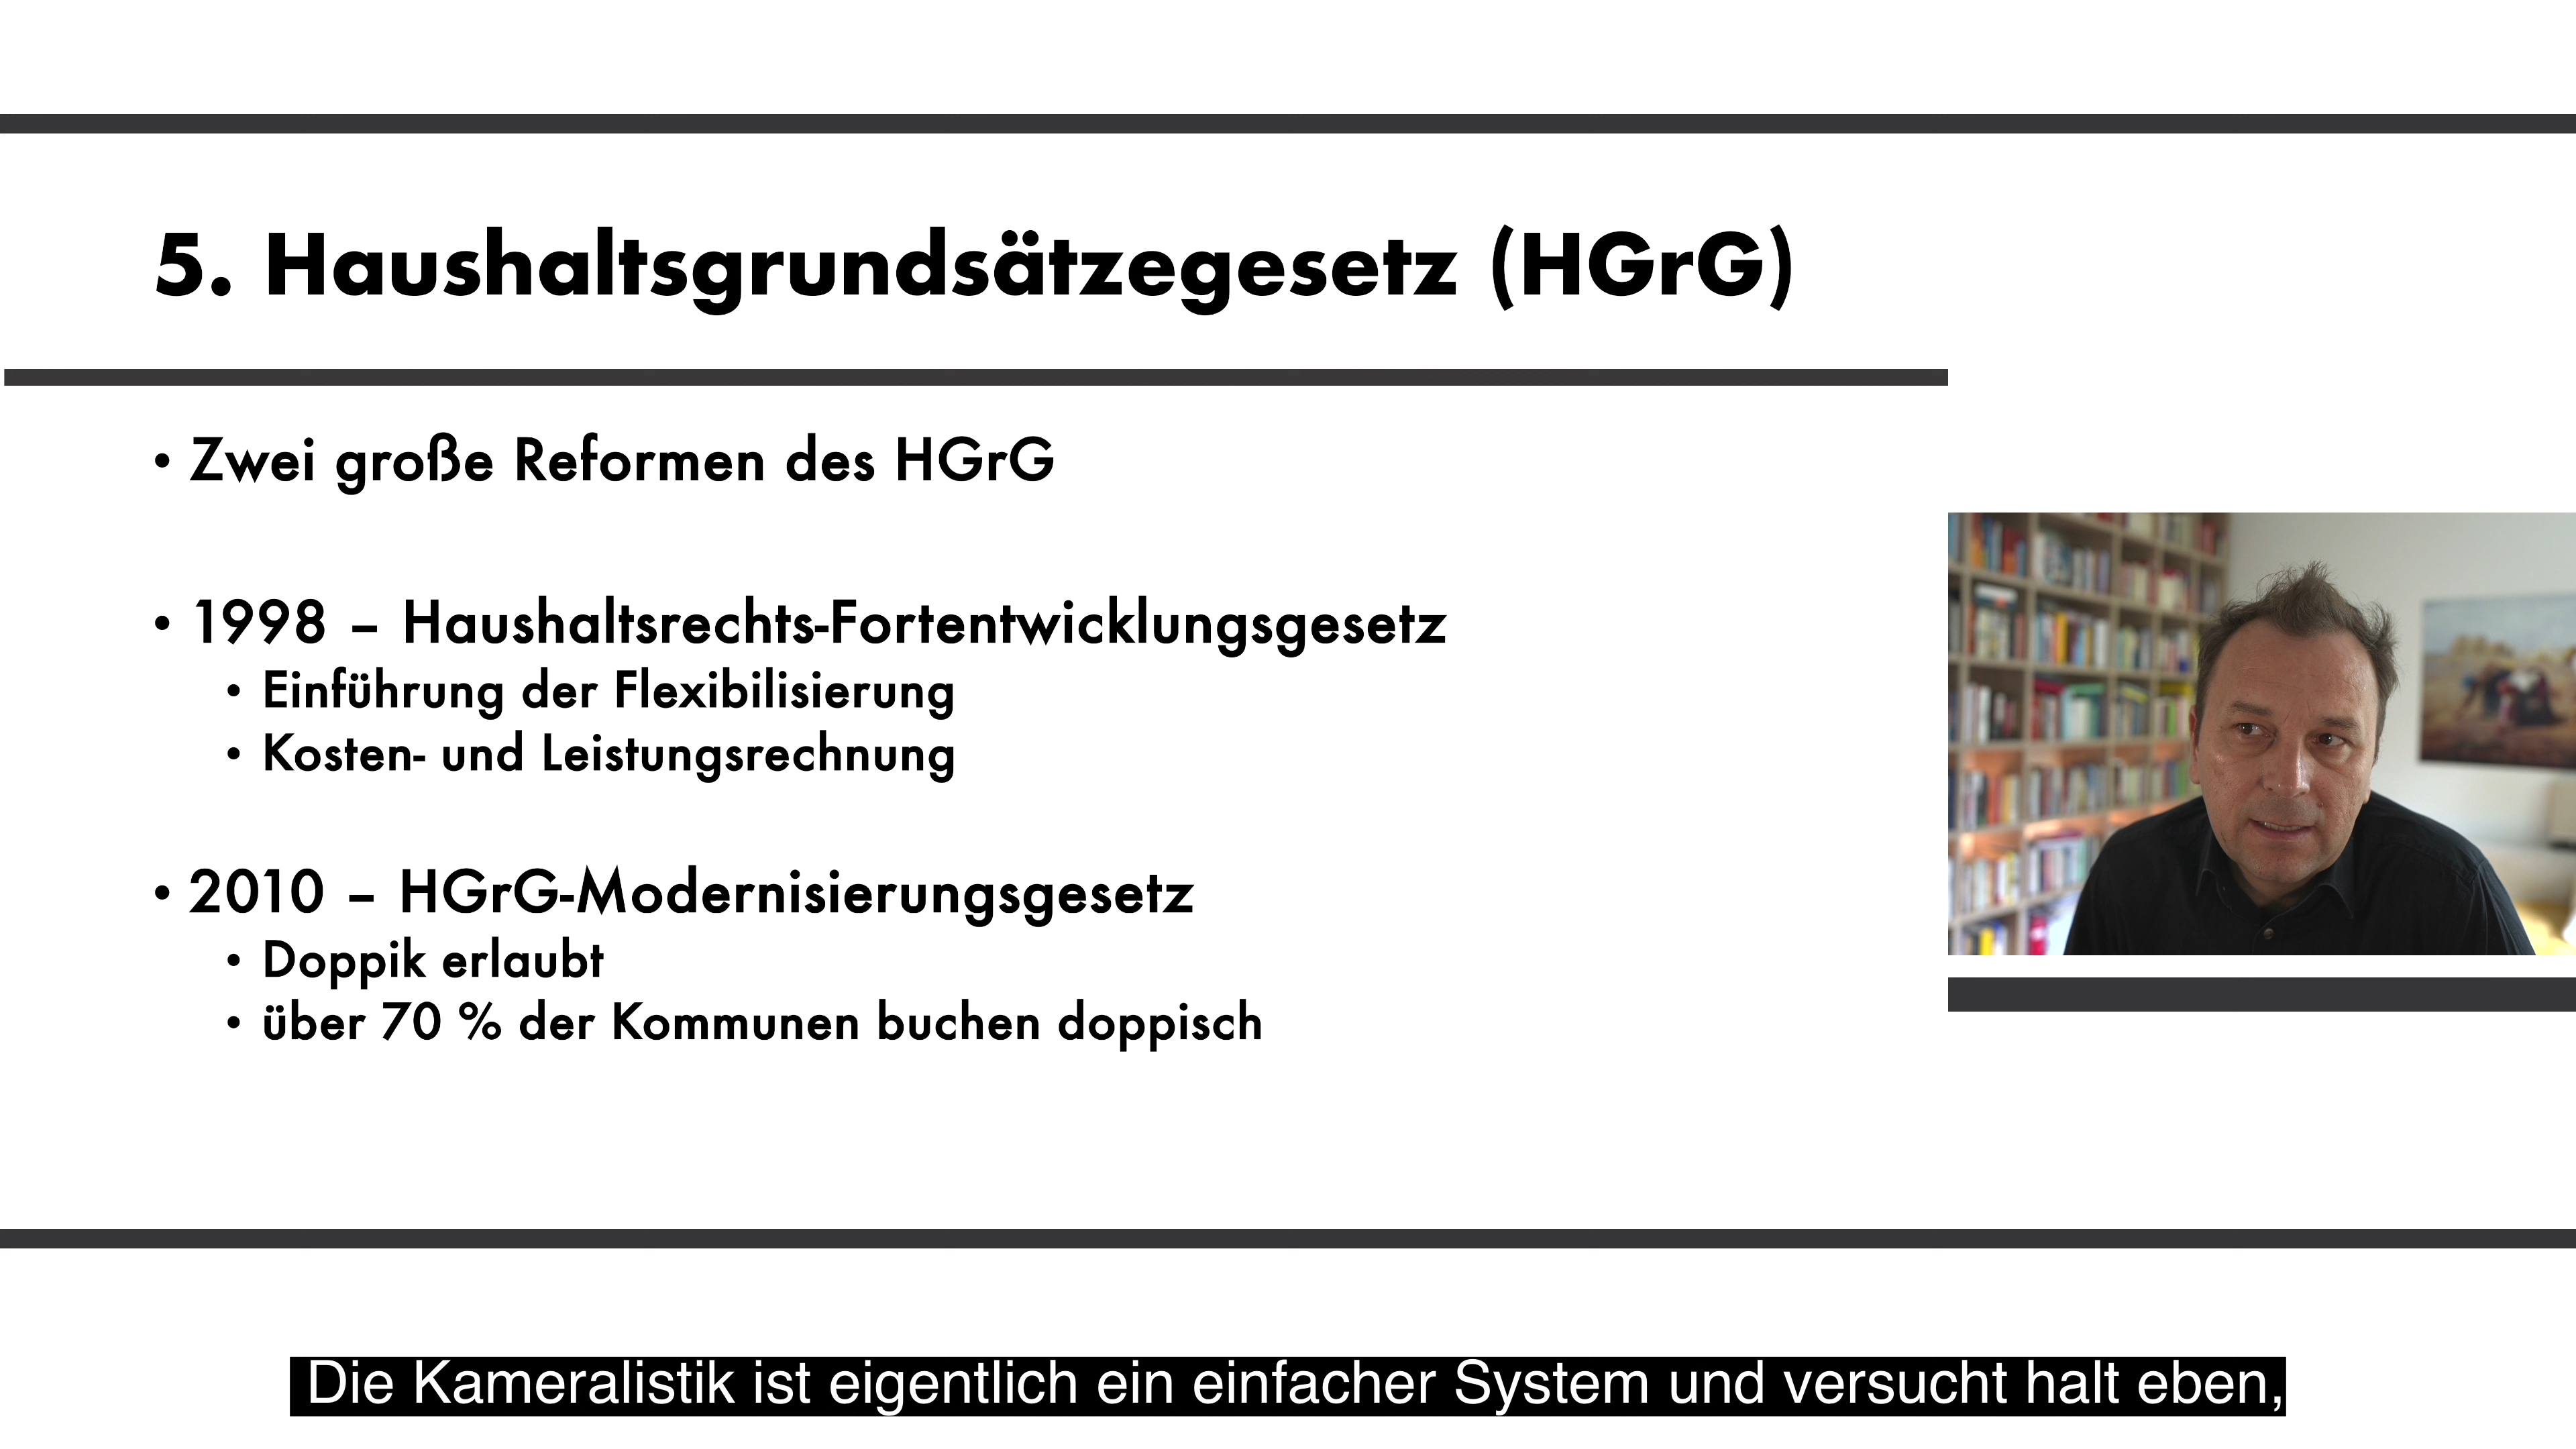 5. Haushaltsgrundsätzegesetz (HGrG)
• Zwei große Reformen des HGrG
• 1998 – Haushaltsrechts-Fortentwicklungsgesetz
• Einführung der Flexibilisierung
• Kosten- und Leistungsrechnung
• 2010 – HGrG-Modernisierungsgesetz
• Doppik erlaubt
• über 70 % der Kommunen buchen doppisch
Die Kameralistik ist eigentlich ein einfacher System und versucht halt eben,